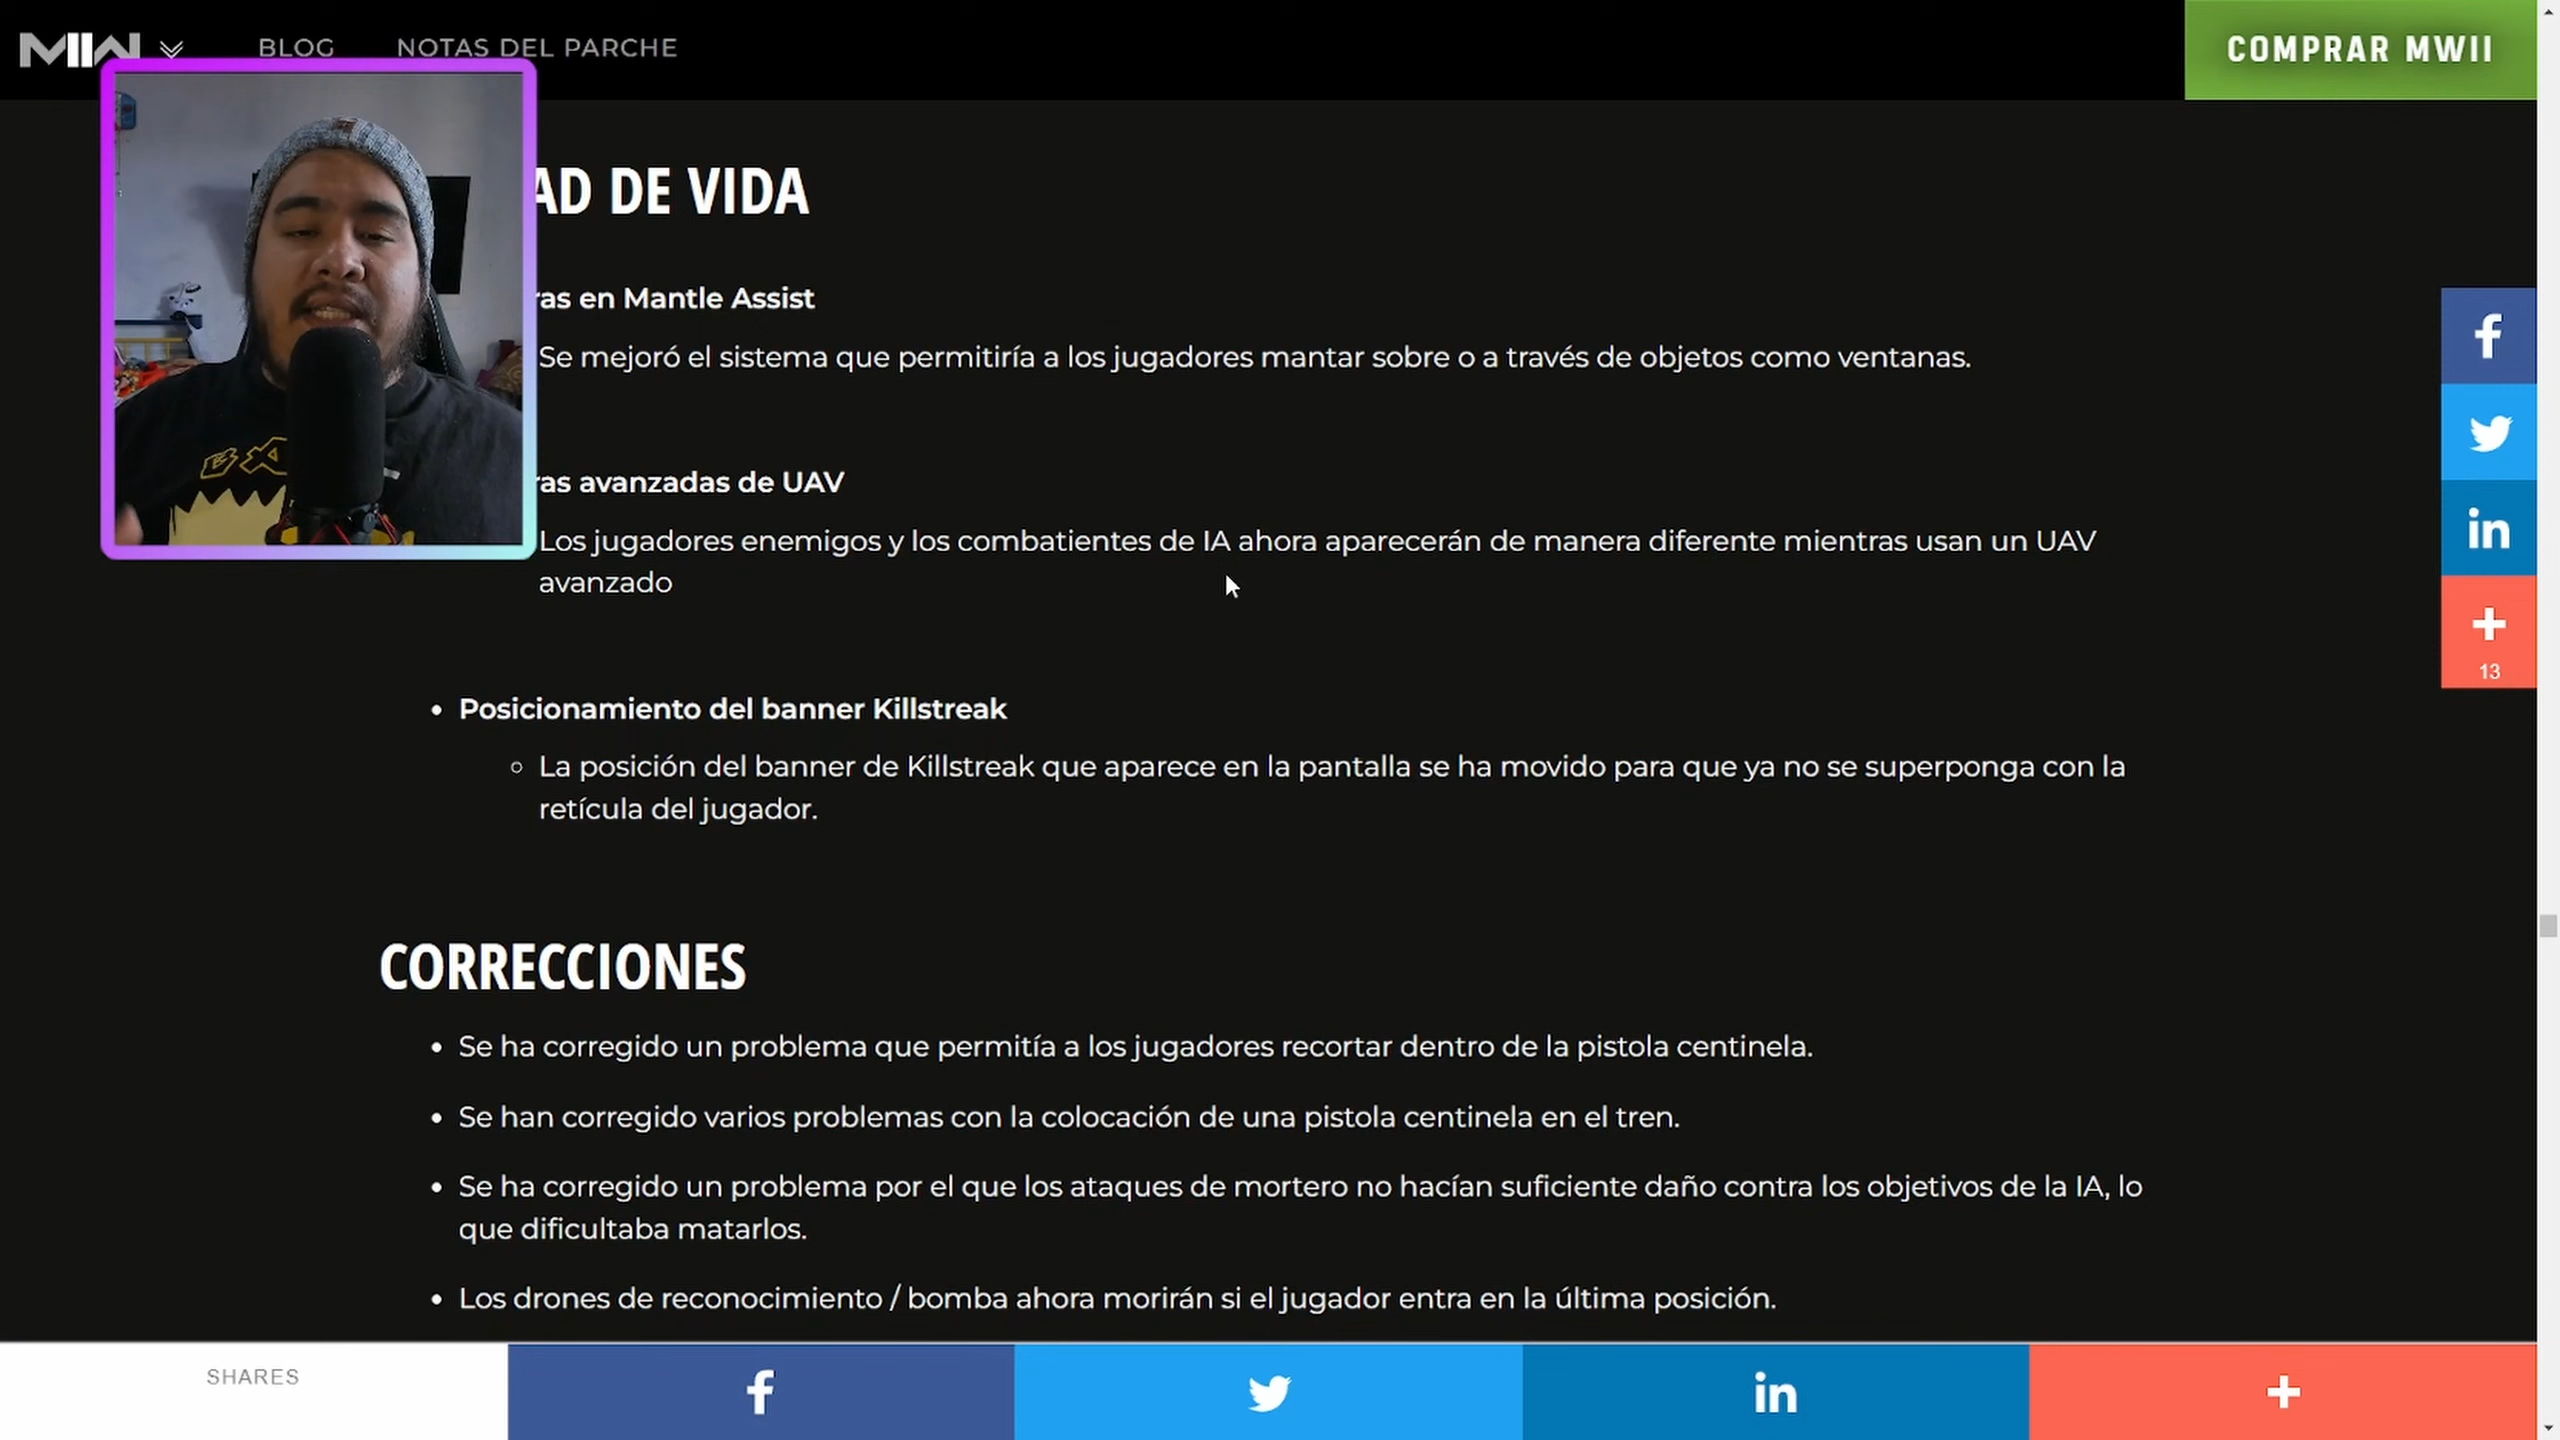 MIIW
BLOG
NOTAS DEL PARCHE
COMPRAR MWII
AD DE VIDA
ras en Mantle Assist
Se mejoró el sistema que permitiría a los jugadores mantar sobre o a través de objetos como ventanas.
ras avanzadas de UAV
Los jugadores enemigos y los combatientes de IA ahora aparecerán de manera diferente mientras usan un UAV
avanzado
Posicionamiento del banner Killstreak
La posición del banner de Killstreak que aparece en la pantalla se ha movido para que ya no se superponga con la
retícula del jugador.
13
CORRECCIONES
Se ha corregido un problema que permitía a los jugadores recortar dentro de la pistola centinela.
Se han corregido varios problemas con la colocación de una pistola centinela en el tren.
Se ha corregido un problema por el que los ataques de mortero no hacían suficiente daño contra los objetivos de la IA, lo
que dificultaba matarlos.
Los drones de reconocimiento / bomba ahora morirán si el jugador entra en la última posición.
SHARES